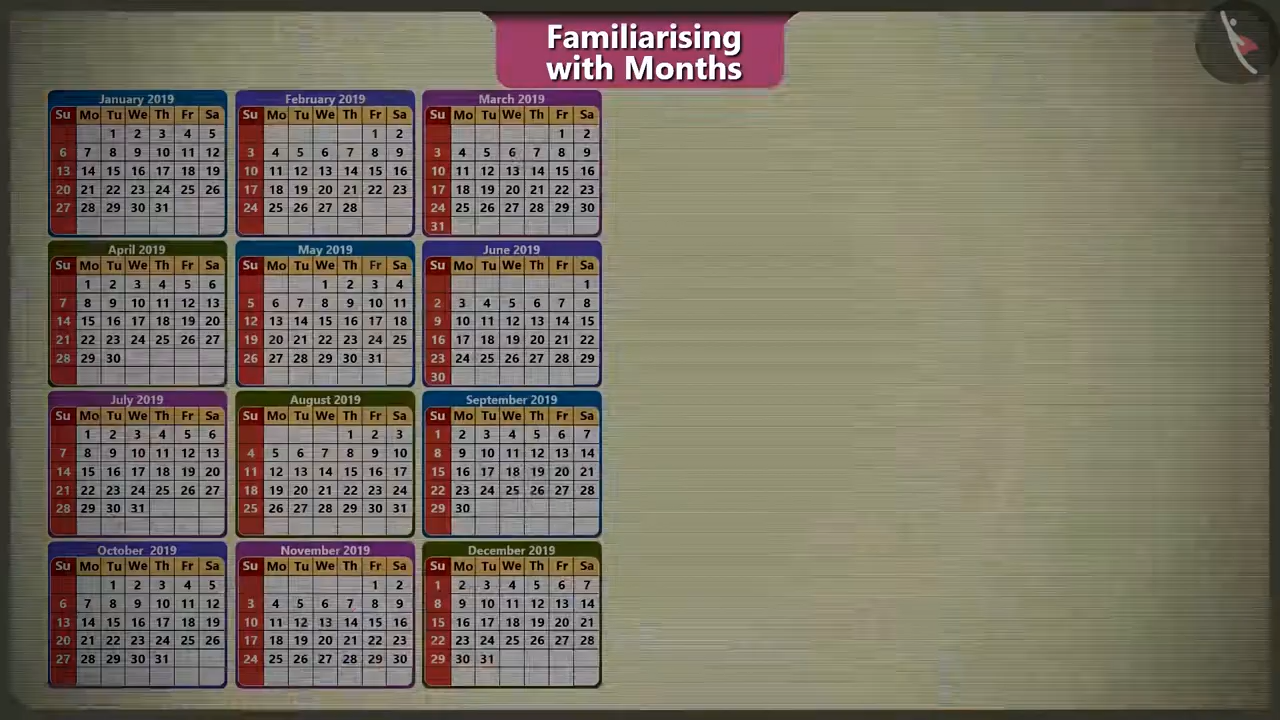 Familiarising
with Months
January 2019
Su Mo Tu We Th Fr Sa
1 2 3 4 5
6 7 8 9 10 11 12
13 14 15 16 17 18 19
20 21 22 23 24 25 26
27 28 29 30 31
February 2019
Su Mo Tu We Th Fr Sa
1 2
3 4 5 6 7 8 9
10 11 12 13 14 15 16
17 18 19 20 21 22 23
24 25 26 27 28
March 2019
Su Mo Tu We Th Fr Sa
1 2
3 4 5 6 7 8 9
10 11 12 13 14 15 16
17 18 19 20 21 22 23
24 25 26 27 28 29 30
31
April 2019
Su Mo Tu We Th Fr Sa
1 2 3 4 5 6
7 8 9 10 11 12 13
14 15 16 17 18 19 20
21 22 23 24 25 26 27
28 29 30
May 2019
Su Mo Tu We Th Fr Sa
1 2 3 4
5 6 7 8 9 10 11
12 13 14 15 16 17 18
19 20 21 22 23 24 25
26 27 28 29 30 31
June 2019
Su Mo Tu We Th Fr Sa
1
2 3 4 5 6 7 8
9 10 11 12 13 14 15
16 17 18 19 20 21 22
23 24 25 26 27 28 29
30
July 2019
Su Mo Tu We Th Fr Sa
1 2 3 4 5 6
7 8 9 10 11 12 13
14 15 16 17 18 19 20
21 22 23 24 25 26 27
28 29 30 31
August 2019
Su Mo Tu We Th Fr Sa
1 2 3
4 5 6 7 8 9 10
11 12 13 14 15 16 17
18 19 20 21 22 23 24
25 26 27 28 29 30 31
September 2019
Su Mo Tu We Th Fr Sa
1 2 3 4 5 6 7
8 9 10 11 12 13 14
15 16 17 18 19 20 21
22 23 24 25 26 27 28
29 30
October 2019
Su Mo Tu We Th Fr Sa
1 2 3 4 5
6 7 8 9 10 11 12
13 14 15 16 17 18 19
20 21 22 23 24 25 26
27 28 29 30 31
November 2019
Su Mo Tu We Th Fr Sa
1 2
3 4 5 6 7 8 9
10 11 12 13 14 15 16
17 18 19 20 21 22 23
24 25 26 27 28 29 30
December 2019
Su Mo Tu We Th Fr Sa
1 2 3 4 5 6 7
8 9 10 11 12 13 14
15 16 17 18 19 20 21
22 23 24 25 26 27 28
29 30 31